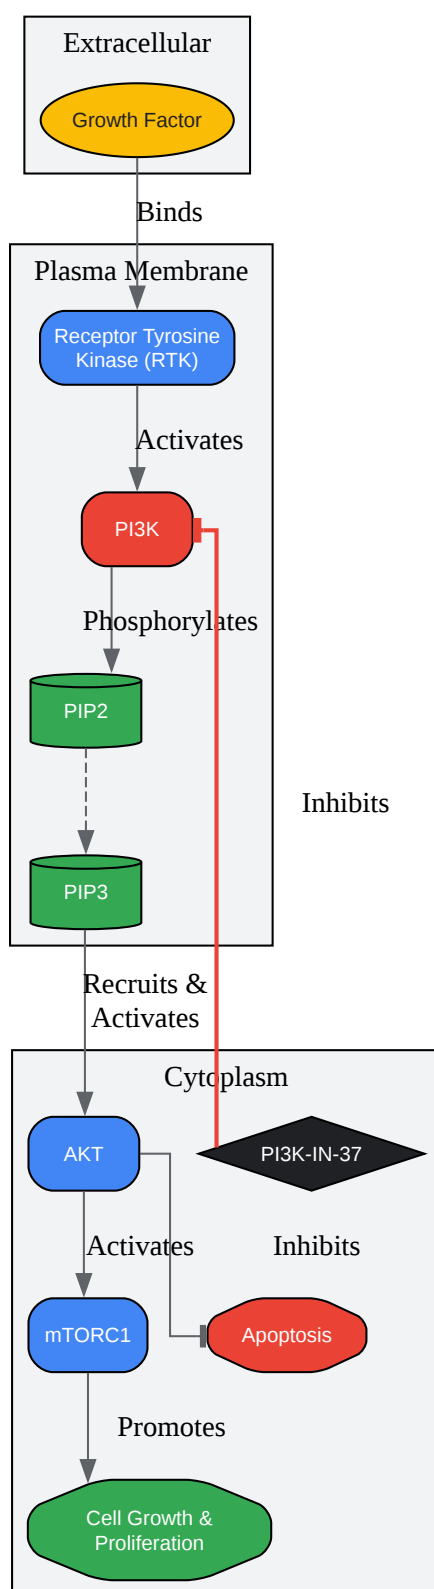 Extracellular
Growth Factor
Binds
Plasma Membrane
Receptor Tyrosine
Kinase (RTK)
Activates
PI3K
Phosphorylates
PIP2
Inhibits
PIP3
Recruits &
Activates
Cytoplasm
AKT
PI3K-IN-37
Activates
Inhibits
mTORC1
Apoptosis
Promotes
Cell Growth &
Proliferation